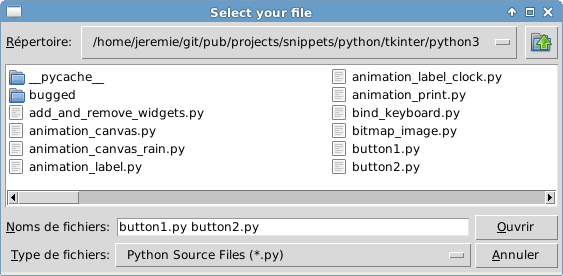 Select your file
Répertoire: /home/jeremie/git/pub/projects/snippets/python/tkinter/python3
__pycache__
bugged
add_and_remove_widgets.py
animation_canvas.py
animation_canvas_rain.py
animation_label.py
animation_label_clock.py
animation_print.py
bind_keyboard.py
bitmap_image.py
button1.py
button2.py
Noms de fichiers: button1.py button2.py Ouvrir
Type de fichiers: Python Source Files (*.py) Annuler